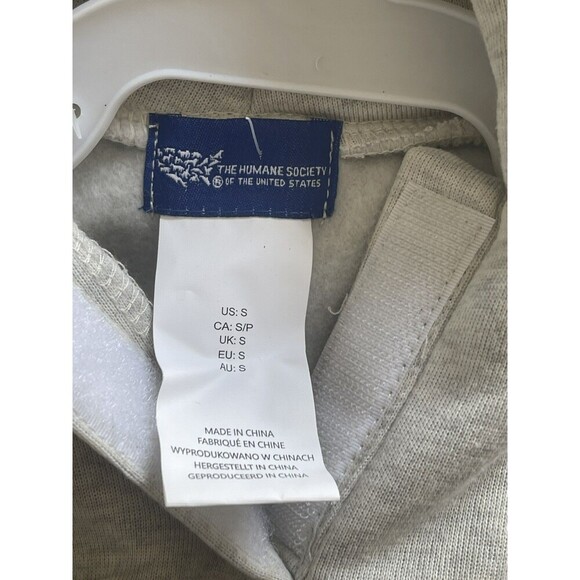 THE HUMANE SOCIETY
® OF THE UNITED STATES
US: S
CA: S/P
UK: S
EU: S
AU: S
MADE IN CHINA
FABRIQUÉ EN CHINE
WYPRODUKOWANO W CHINACH
HERGESTELLT IN CHINA
GEPRODUCEERD IN CHINA